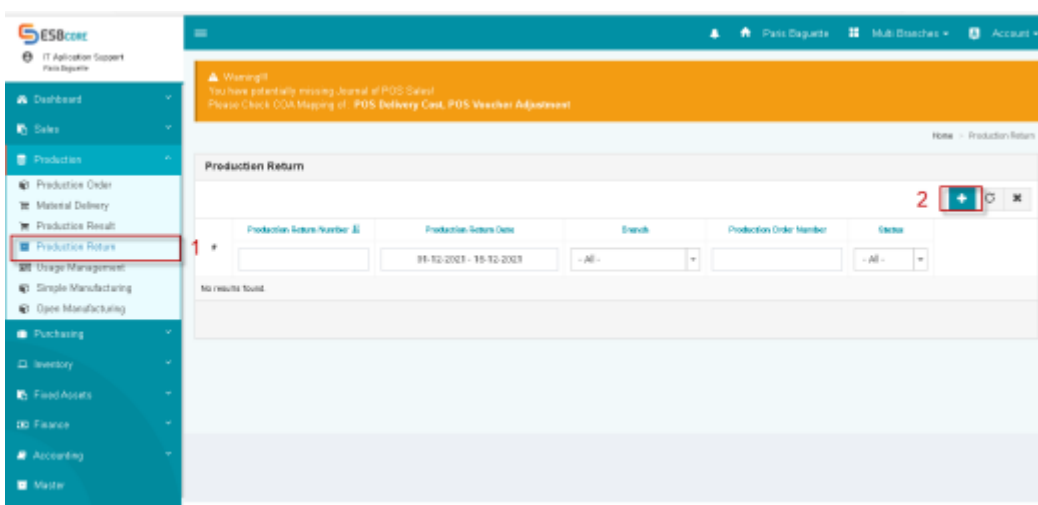 ESBCORE
IT Aplication Support
Paris Baguette
Paris Baguette
Multi Branches
Account
Warning!!!
You have potentially missing Journal of POS Sales!
Please Check COA Mapping of : POS Delivery Cost, POS Voucher Adjustment
Home > Production Return
Dashboard
Sales
Production
Production Order
Material Delivery
Production Result
Production Return
Usage Management
Simple Manufacturing
Open Manufacturing
Purchasing
Inventory
Fixed Assets
Finance
Accounting
Master
1
Production Return
2
#
Production Return Number
Production Return Date
Branch
Production Order Number
Status
01-12-2021 - 16-12-2021
- All -
- All -
No results found.